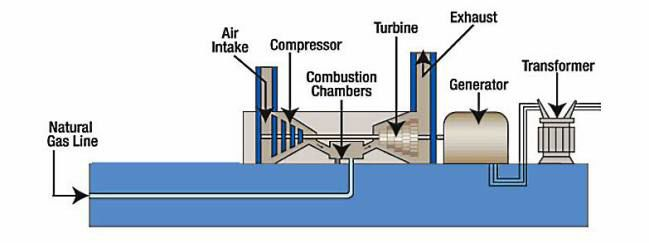 Air
Intake
Compressor
Combustion
Chambers
Turbine
Exhaust
Generator
Transformer
Natural
Gas Line